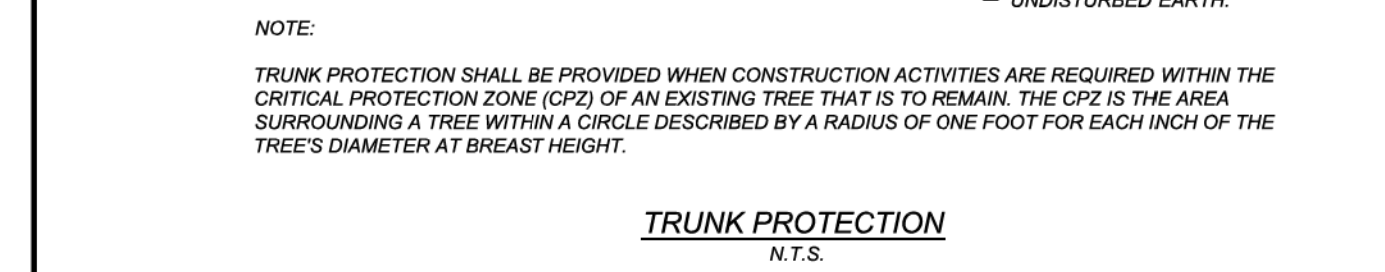 — UNDISTURBED EARTH.
NOTE:
TRUNK PROTECTION SHALL BE PROVIDED WHEN CONSTRUCTION ACTIVITIES ARE REQUIRED WITHIN THE
CRITICAL PROTECTION ZONE (CPZ) OF AN EXISTING TREE THAT IS TO REMAIN. THE CPZ IS THE AREA
SURROUNDING A TREE WITHIN A CIRCLE DESCRIBED BY A RADIUS OF ONE FOOT FOR EACH INCH OF THE
TREE'S DIAMETER AT BREAST HEIGHT.
TRUNK PROTECTION
N.T.S.